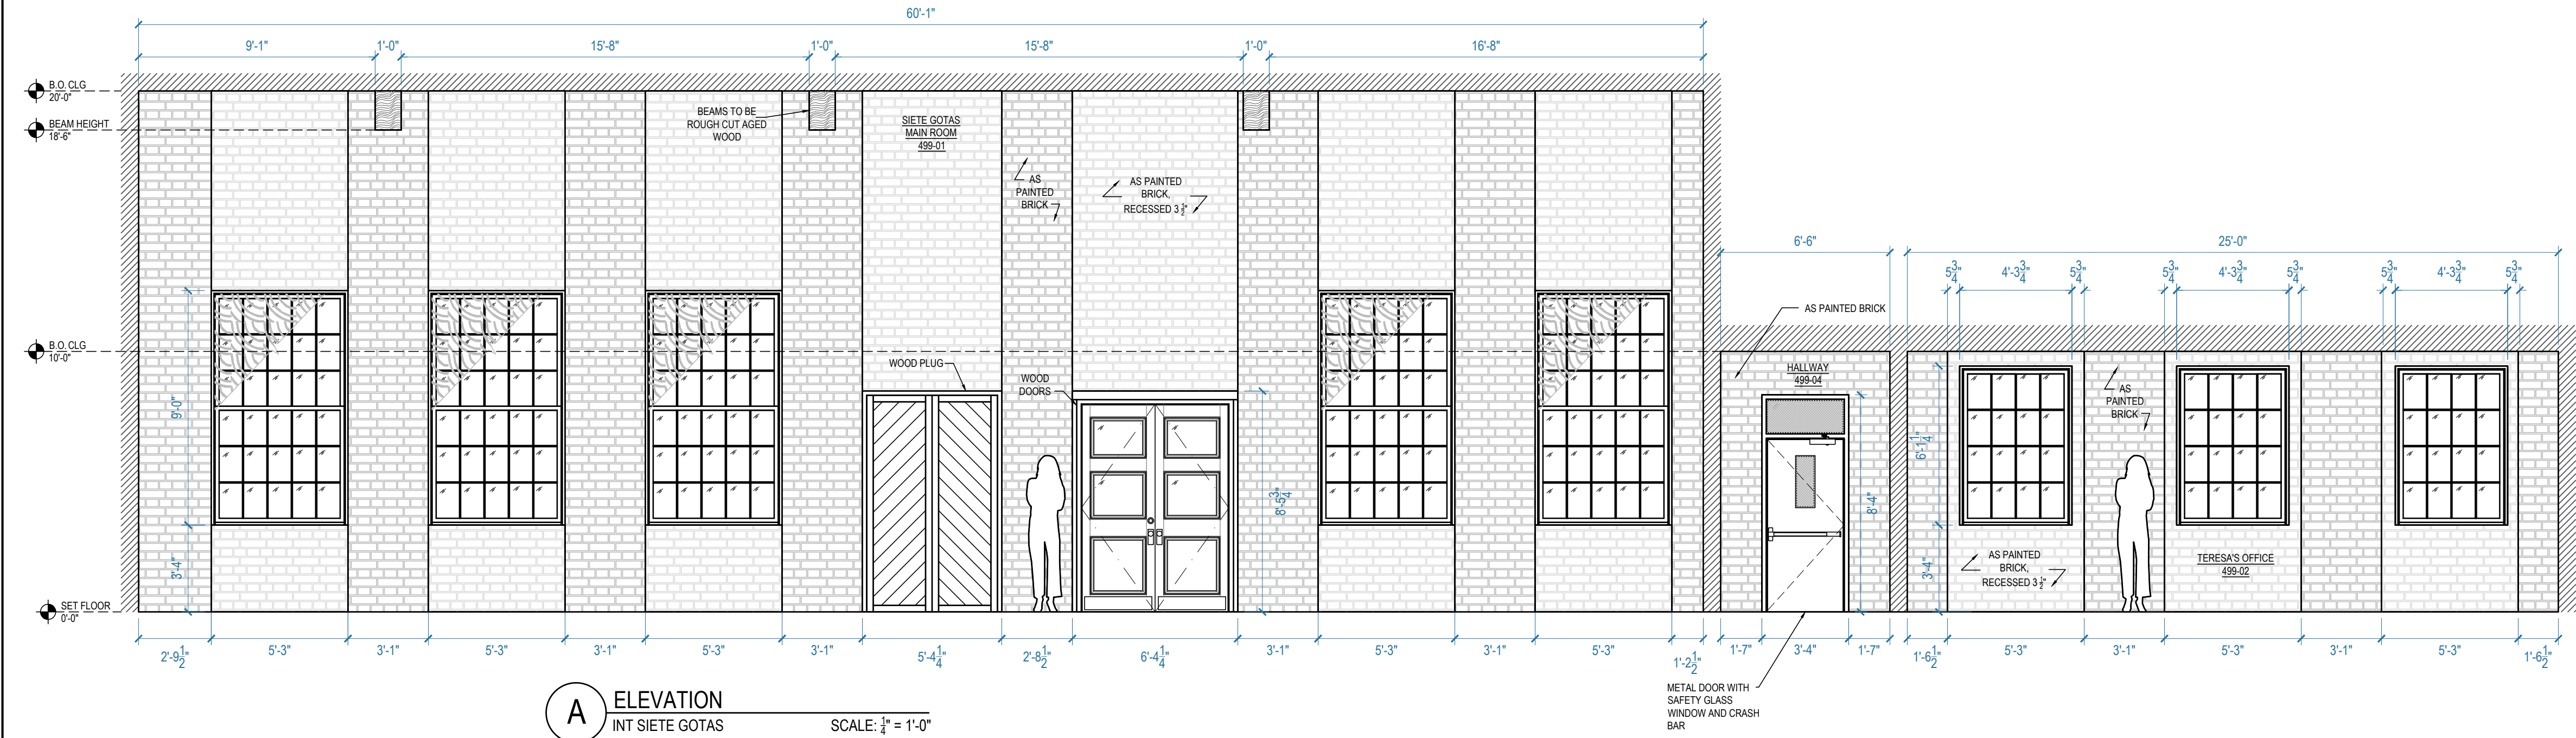 60'-1"
9'-1" 1'-0" 15'-8" 1'-0" 15'-8" 1'-0" 16'-8"
B.O. CLG
20'-0"
BEAM HEIGHT
18'-6"
BEAMS TO BE
ROUGH CUT AGED
WOOD
SIETE GOTAS
MAIN ROOM
499-01
AS
PAINTED
BRICK
AS PAINTED
BRICK,
RECESSED 3 1/2"
6'-6" 25'-0"
5 3/4" 4'-3 3/4" 5 3/4" 5 3/4" 4'-3 3/4" 5 3/4" 5 3/4" 4'-3 3/4" 5 3/4"
AS PAINTED BRICK
B.O. CLG
10'-0"
WOOD PLUG
WOOD
DOORS
HALLWAY
499-04
AS
PAINTED
BRICK
9'-0"
3'-4"
8'-5 3/4"
8'-4"
6'-1 1/4"
3'-4"
AS PAINTED
BRICK,
RECESSED 3 1/2"
TERESA'S OFFICE
499-02
SET FLOOR
0'-0"
2'-9 1/2" 5'-3" 3'-1" 5'-3" 3'-1" 5'-3" 3'-1" 5'-4 1/4" 2'-8 1/2" 6'-4 1/4" 3'-1" 5'-3" 3'-1" 5'-3" 1'-2 1/2" 1'-7" 3'-4" 1'-7" 1'-6 1/2" 5'-3" 3'-1" 5'-3" 3'-1" 5'-3" 1'-6 1/2"
METAL DOOR WITH
SAFETY GLASS
WINDOW AND CRASH
BAR
A
ELEVATION
INT SIETE GOTAS SCALE: 1/4" = 1'-0"